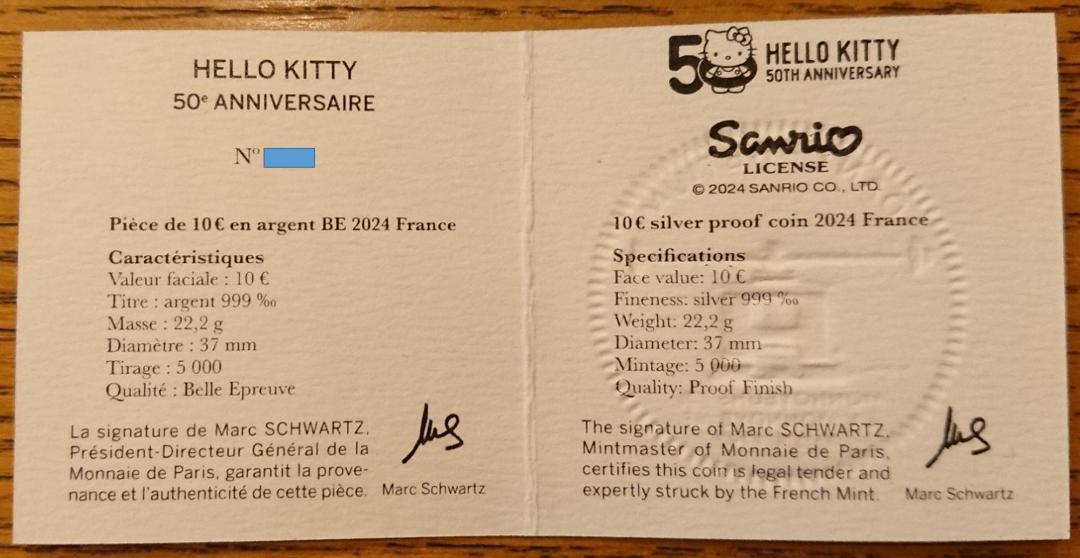 HELLO KITTY
50e ANNIVERSAIRE
No
Pièce de 10 € en argent BE 2024 France
Caractéristiques
Valeur faciale : 10 €
Titre : argent 999 ‰
Masse : 22,2 g
Diamètre : 37 mm
Tirage : 5 000
Qualité : Belle Epreuve
La signature de Marc SCHWARTZ,
Président-Directeur Général de la
Monnaie de Paris, garantit la prove-
nance et l'authenticité de cette pièce.
Marc Schwartz
50 HELLO KITTY
50TH ANNIVERSARY
Sanrio
LICENSE
© 2024 SANRIO CO., LTD.
10 € silver proof coin 2024 France
Specifications
Face value: 10 €
Fineness: silver 999 ‰
Weight: 22,2 g
Diameter: 37 mm
Mintage: 5 000
Quality: Proof Finish
The signature of Marc SCHWARTZ,
Mintmaster of Monnaie de Paris,
certifies this coin is legal tender and
expertly struck by the French Mint.
Marc Schwartz